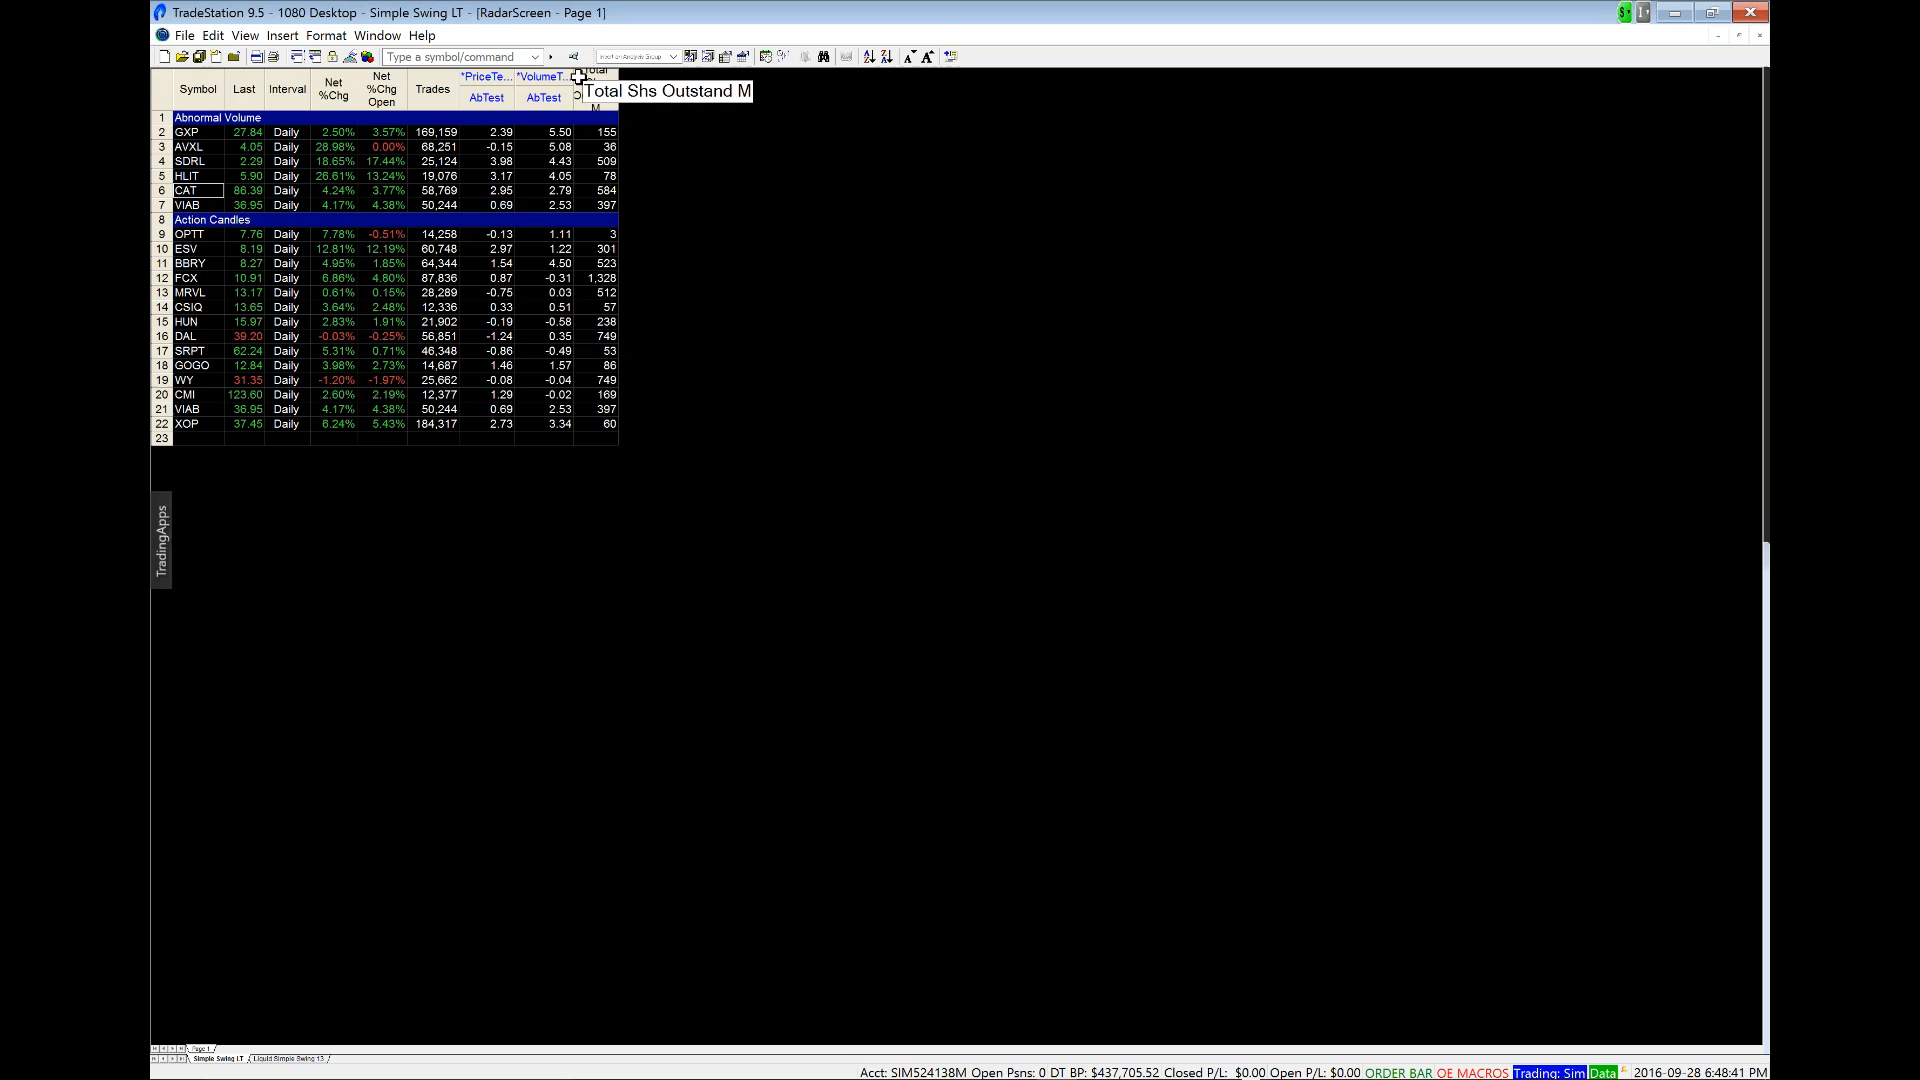 TradeStation 9.5 - 1080 Desktop - Simple Swing LT - [RadarScreen - Page 1]
File Edit View Insert Format Window Help
Type a symbol/command Insert an Analysis Group
Symbol Last Interval Net %Chg Net %Chg Open Trades *PriceTe... AbTest *VolumeT... AbTest Total M
Total Shs Outstand M
1 Abnormal Volume
2 GXP 27.84 Daily 2.50% 3.57% 169,159 2.39 5.50 155
3 AVXL 4.05 Daily 28.98% 0.00% 68,251 -0.15 5.08 36
4 SDRL 2.29 Daily 18.65% 17.44% 25,124 3.98 4.43 509
5 HLIT 5.90 Daily 26.61% 13.24% 19,076 3.17 4.05 78
6 CAT 86.39 Daily 4.24% 3.77% 58,769 2.95 2.79 584
7 VIAB 36.95 Daily 4.17% 4.38% 50,244 0.69 2.53 397
8 Action Candles
9 OPTT 7.76 Daily 7.78% -0.51% 14,258 -0.13 1.11 3
10 ESV 8.19 Daily 12.81% 12.19% 60,748 2.97 1.22 301
11 BBRY 8.27 Daily 4.95% 1.85% 64,344 1.54 4.50 523
12 FCX 10.91 Daily 6.86% 4.80% 87,836 0.87 -0.31 1,328
13 MRVL 13.17 Daily 0.61% 0.15% 28,289 -0.75 0.03 512
14 CSIQ 13.65 Daily 3.64% 2.48% 12,336 0.33 0.51 57
15 HUN 15.97 Daily 2.83% 1.91% 21,902 -0.19 -0.58 238
16 DAL 39.20 Daily -0.03% -0.25% 56,851 -1.24 0.35 749
17 SRPT 62.24 Daily 5.31% 0.71% 46,348 -0.86 -0.49 53
18 GOGO 12.84 Daily 3.98% 2.73% 14,687 1.46 1.57 86
19 WY 31.35 Daily -1.20% -1.97% 25,662 -0.08 -0.04 749
20 CMI 123.60 Daily 2.60% 2.19% 12,377 1.29 -0.02 169
21 VIAB 36.95 Daily 4.17% 4.38% 50,244 0.69 2.53 397
22 XOP 37.45 Daily 6.24% 5.43% 184,317 2.73 3.34 60
23
TradingApps
Page 1
Simple Swing LT Liquid Simple Swing 13
Acct: SIM524138M Open Psns: 0 DT BP: $437,705.52 Closed P/L: $0.00 Open P/L: $0.00 ORDER BAR OE MACROS Trading: Sim Data 2016-09-28 6:48:41 PM